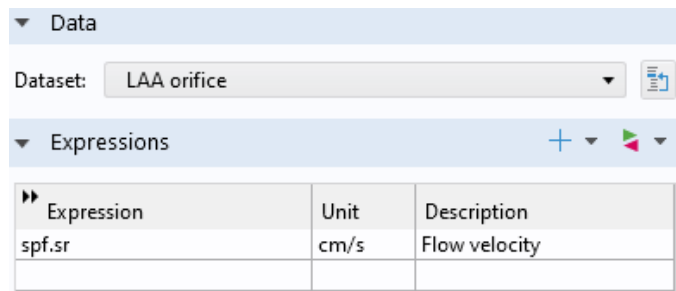 Data
Dataset: LAA orifice
Expressions
Expression Unit Description
spf.sr cm/s Flow velocity